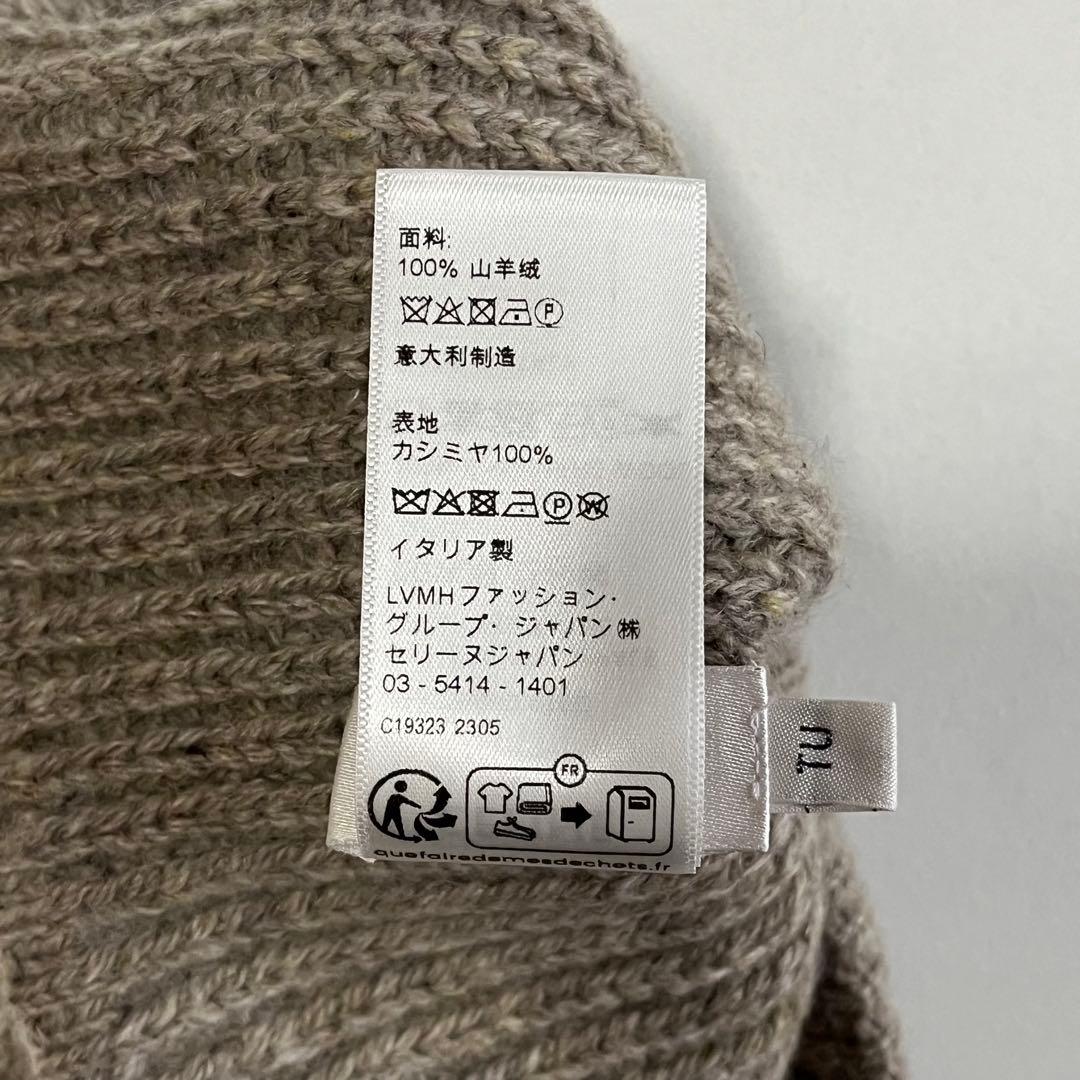 面料:
100% 山羊绒
P
意大利制造
表地
カシミヤ100%
P W
イタリア製
LVMHファッション・
グループ・ジャパン㈱
セリーヌジャパン
03 - 5414 - 1401
C19323 2305
FR
quefairedemesdechets.fr
TU